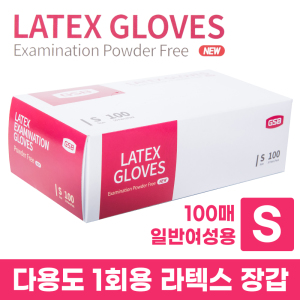 LATEX GLOVES
Examination Powder Free NEW
GSB
LATEX
EXAMINATION
GLOVES
Powder Free
S 100
LATEX
GLOVES
Examination Powder Free NEW
S 100
100매
일반여성용
S
다용도 1회용 라텍스 장갑